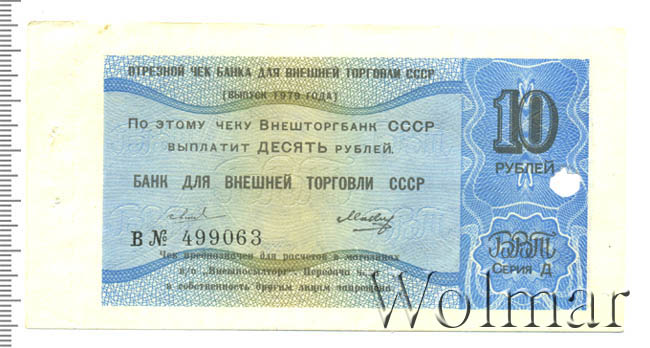 ОТРЕЗНОЙ ЧЕК БАНКА ДЛЯ ВНЕШНЕЙ ТОРГОВЛИ СССР
(ВЫПУСК 1979 ГОДА)
По этому чеку Внешторгбанк СССР
выплатит ДЕСЯТЬ рублей.
БАНК ДЛЯ ВНЕШНЕЙ ТОРГОВЛИ СССР
В № 499063
Чек предназначен для расчетов в магазинах
в/о „Внешпосылторг". Передача
в собственность другим лицам запрещена
10
РУБЛЕЙ
ВВТ
Серия Д
Wolmar